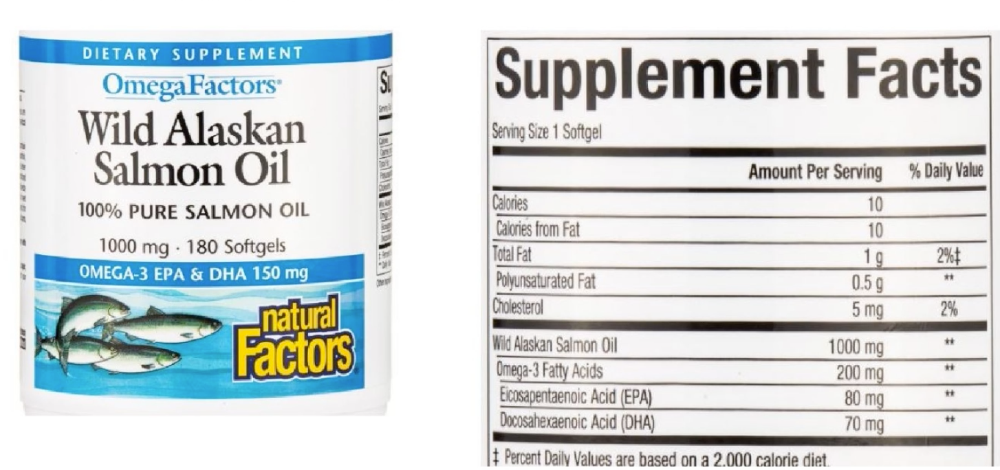 DIETARY SUPPLEMENT
OmegaFactors®
Wild Alaskan
Salmon Oil
100% PURE SALMON OIL
1000 mg · 180 Softgels
OMEGA-3 EPA & DHA 150 mg
natural
Factors
Su
Supplement Facts
Serving Size 1 Softgel
Amount Per Serving % Daily Value
Calories 10
Calories from Fat 10
Total Fat 1 g 2%‡
Polyunsaturated Fat 0.5 g **
Cholesterol 5 mg 2%
Wild Alaskan Salmon Oil 1000 mg **
Omega-3 Fatty Acids 200 mg **
Eicosapentaenoic Acid (EPA) 80 mg **
Docosahexaenoic Acid (DHA) 70 mg **
‡ Percent Daily Values are based on a 2,000 calorie diet.